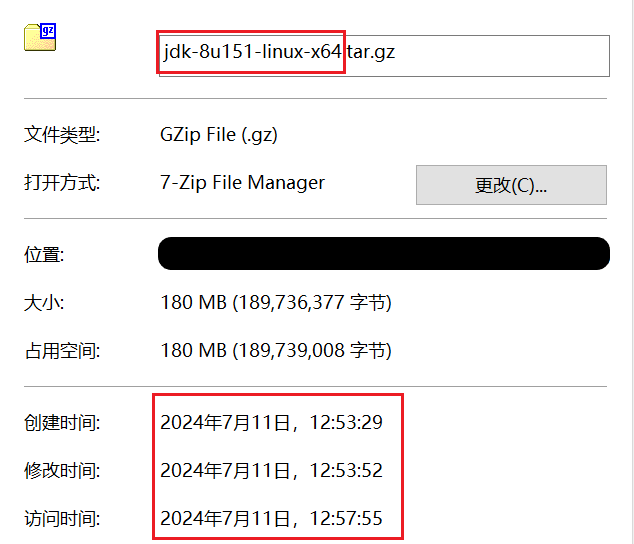 gz
jdk-8u151-linux-x64.tar.gz
文件类型: GZip File (.gz)
打开方式: 7-Zip File Manager 更改(C)...
位置:
大小: 180 MB (189,736,377 字节)
占用空间: 180 MB (189,739,008 字节)
创建时间: 2024年7月11日，12:53:29
修改时间: 2024年7月11日，12:53:52
访问时间: 2024年7月11日，12:57:55